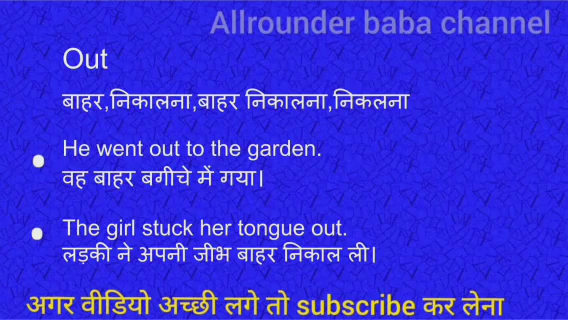 Allrounder baba channel
Out
बाहर,निकालना,बाहर निकालना,निकलना
He went out to the garden.
वह बाहर बगीचे में गया।
The girl stuck her tongue out.
लड़की ने अपनी जीभ बाहर निकाल ली।
अगर वीडियो अच्छी लगे तो subscribe कर लेना